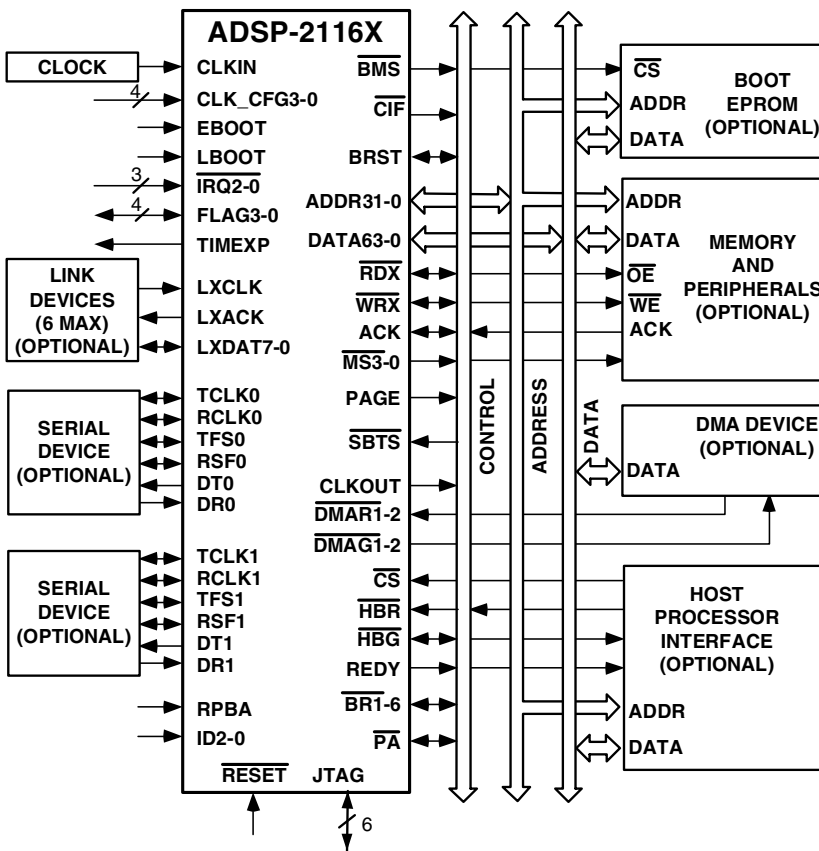 ADSP-2116X
CLOCK
CLKIN
4
CLK_CFG3-0
EBOOT
LBOOT
3
IRQ2-0
4
FLAG3-0
TIMEXP
LINK
DEVICES
(6 MAX)
(OPTIONAL)
LXCLK
LXACK
LXDAT7-0
SERIAL
DEVICE
(OPTIONAL)
TCLK0
RCLK0
TFS0
RSF0
DT0
DR0
SERIAL
DEVICE
(OPTIONAL)
TCLK1
RCLK1
TFS1
RSF1
DT1
DR1
RPBA
ID2-0
RESET
JTAG
6
BMS
CIF
BRST
ADDR31-0
DATA63-0
RDX
WRX
ACK
MS3-0
PAGE
SBTS
CLKOUT
DMAR1-2
DMAG1-2
CS
HBR
HBG
REDY
BR1-6
PA
CONTROL
ADDRESS
DATA
CS
ADDR
DATA
BOOT
EPROM
(OPTIONAL)
ADDR
DATA
OE
WE
ACK
MEMORY
AND
PERIPHERALS
(OPTIONAL)
DMA DEVICE
(OPTIONAL)
DATA
HOST
PROCESSOR
INTERFACE
(OPTIONAL)
ADDR
DATA